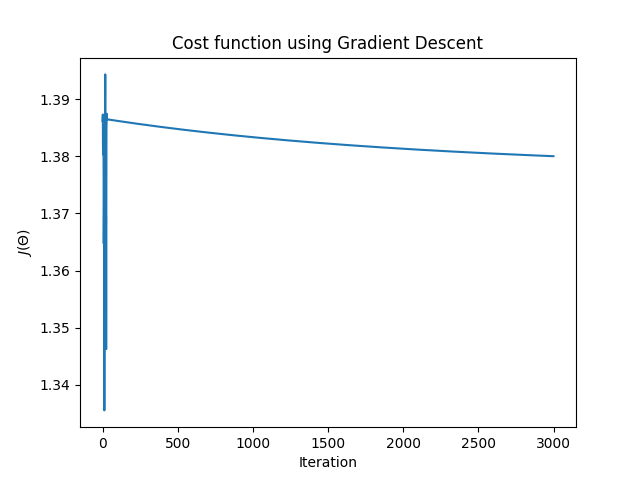 Cost function using Gradient Descent
1.39
1.38
1.37
1.36
1.35
1.34
J(Θ)
0 500 1000 1500 2000 2500 3000
Iteration